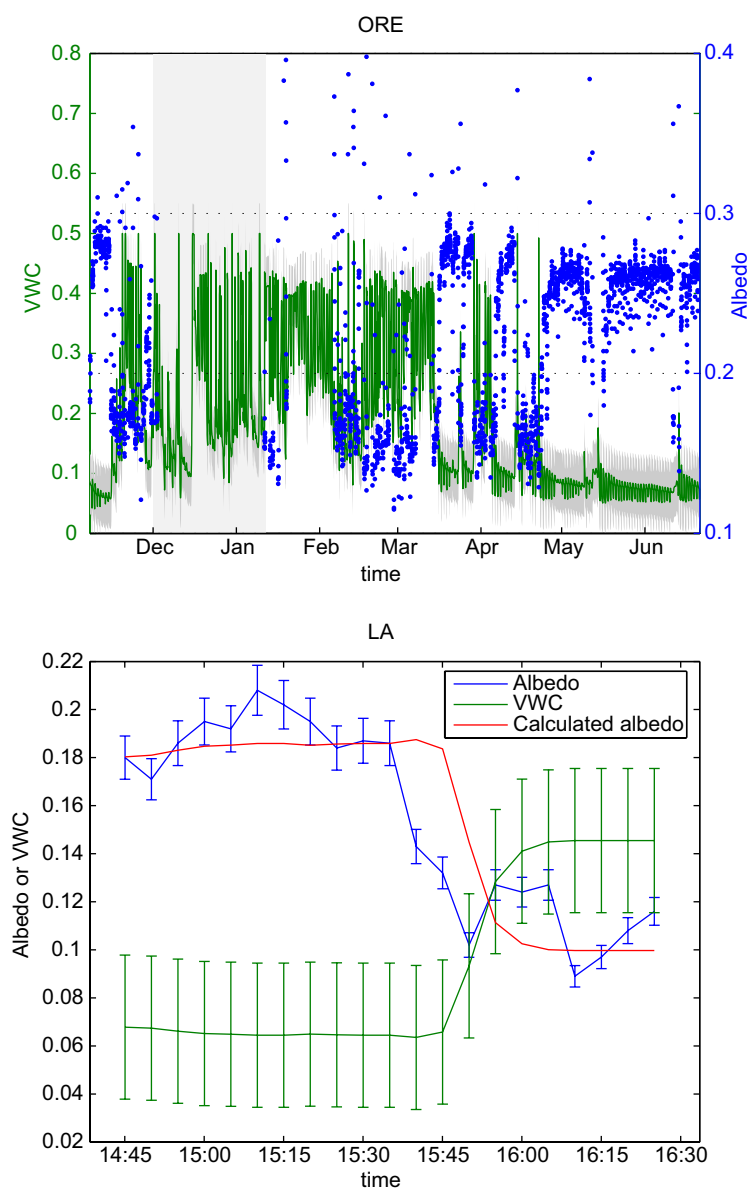 ORE
0.8
0.7
0.6
0.5
0.4
0.3
0.2
0.1
0
VWC
0.4
0.3
0.2
0.1
Albedo
Dec Jan Feb Mar Apr May Jun
time
LA
0.22
0.2
0.18
0.16
0.14
0.12
0.1
0.08
0.06
0.04
0.02
Albedo or VWC
Albedo
VWC
Calculated albedo
14:45 15:00 15:15 15:30 15:45 16:00 16:15 16:30
time